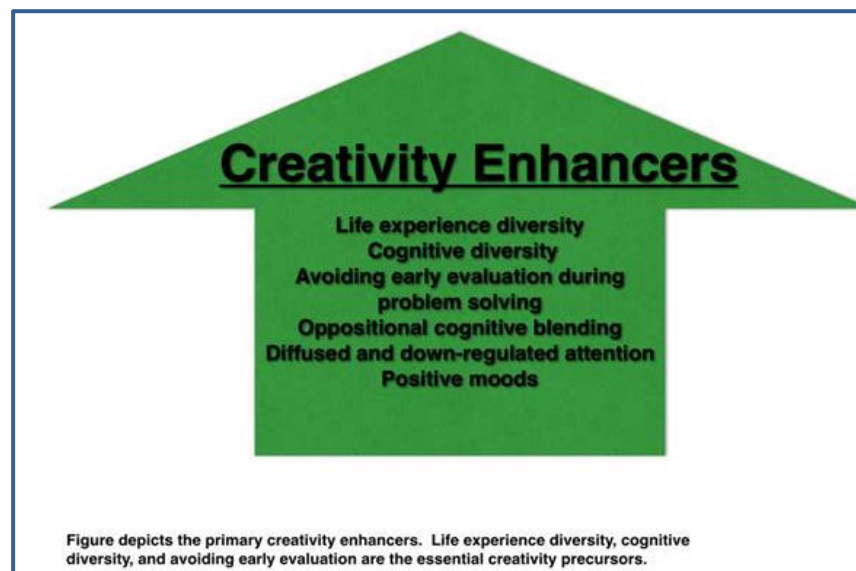 Creativity Enhancers
Life experience diversity
Cognitive diversity
Avoiding early evaluation during
problem solving
Oppositional cognitive blending
Diffused and down-regulated attention
Positive moods
Figure depicts the primary creativity enhancers. Life experience diversity, cognitive
diversity, and avoiding early evaluation are the essential creativity precursors.